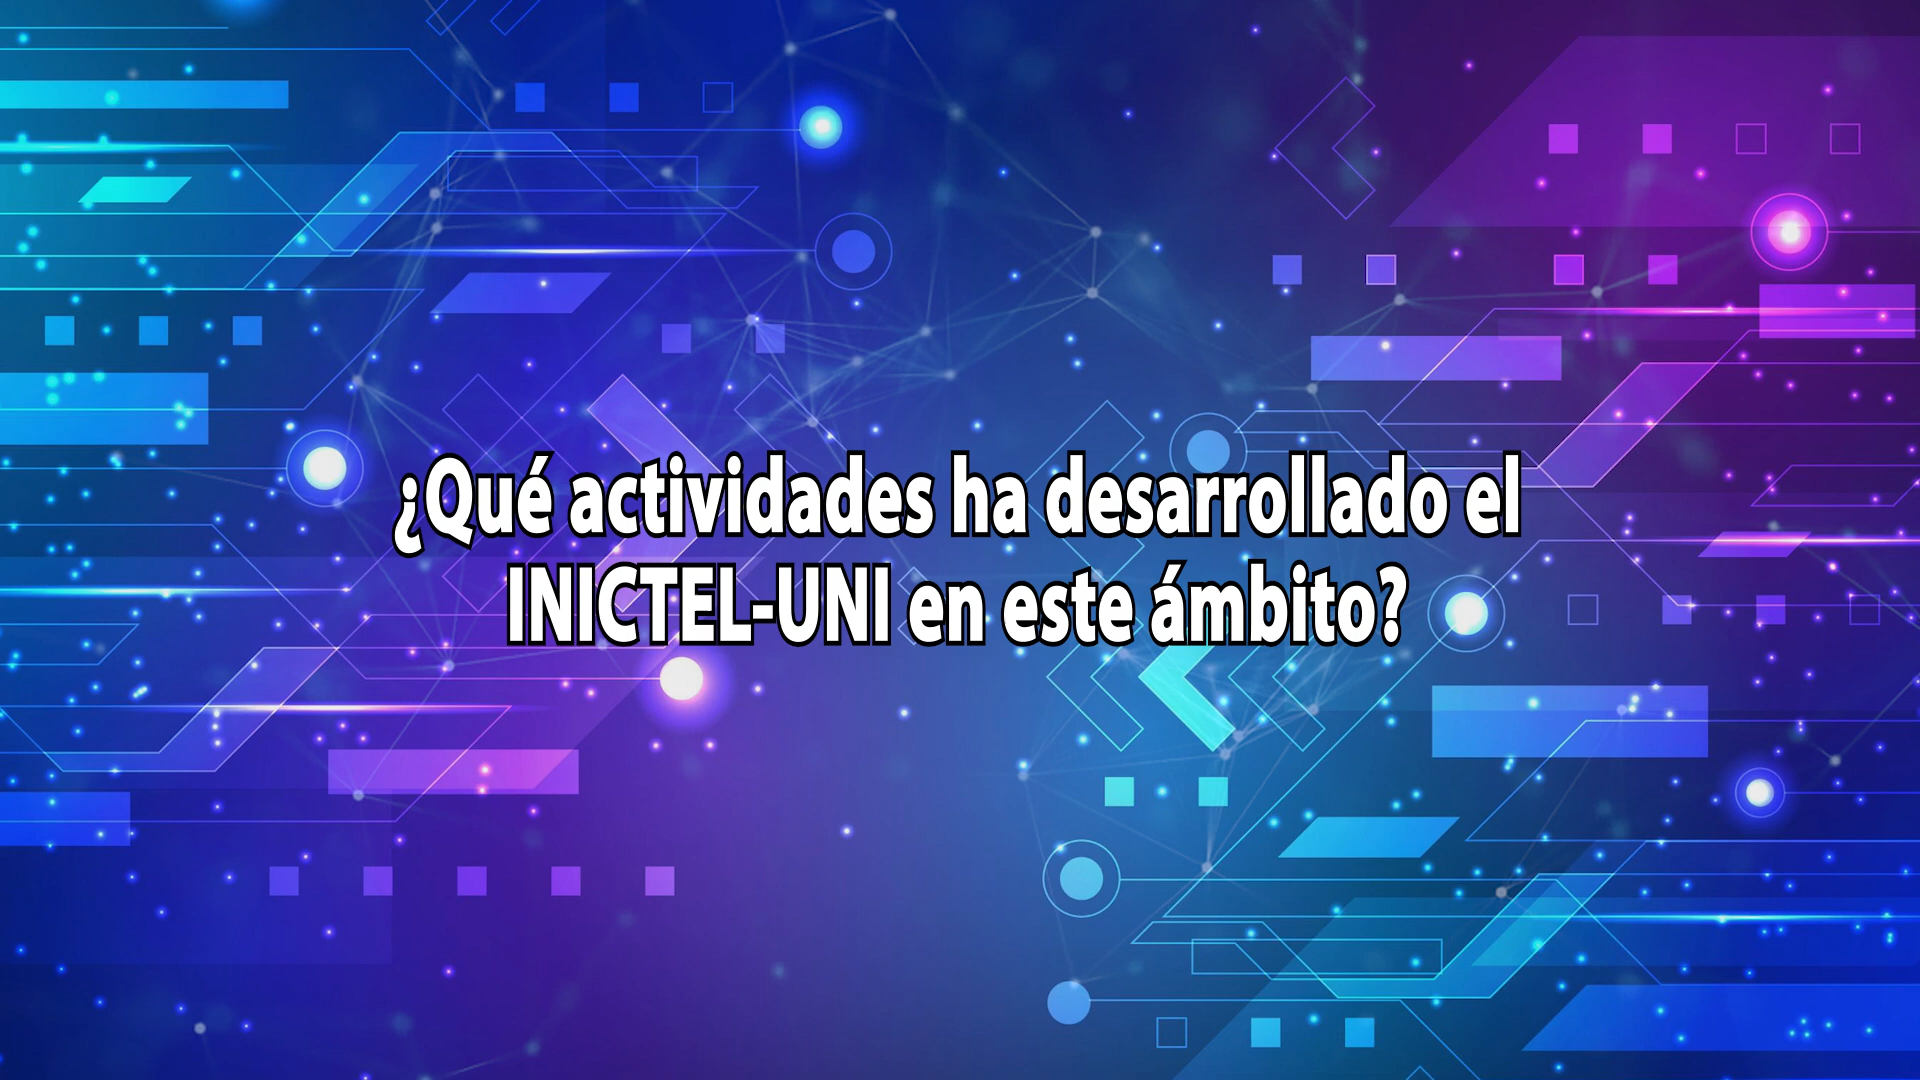 ¿Qué actividades ha desarrollado el
INICTEL-UNI en este ámbito?